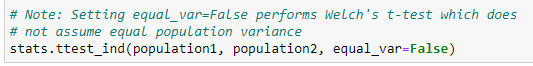 # Note: Setting equal_var=False performs Welch's t-test which does
# not assume equal population variance
stats.ttest_ind(population1, population2, equal_var=False)